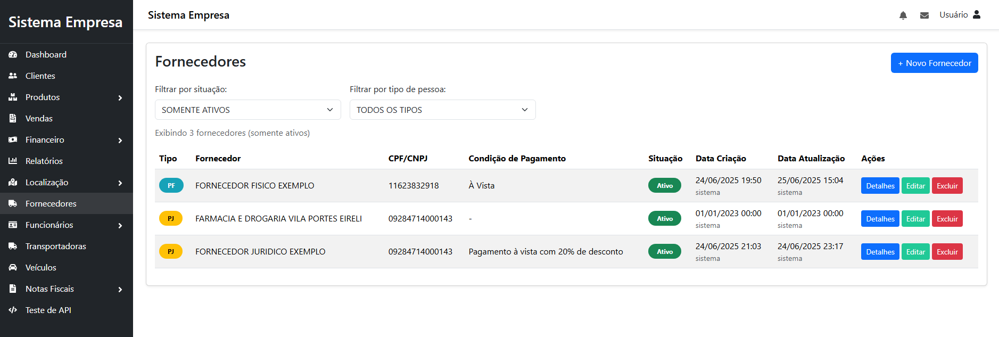 Sistema Empresa
Dashboard
Clientes
Produtos
Vendas
Financeiro
Relatórios
Localização
Fornecedores
Funcionários
Transportadoras
Veículos
Notas Fiscais
Teste de API
Sistema Empresa
Usuário
Fornecedores
+ Novo Fornecedor
Filtrar por situação: Filtrar por tipo de pessoa:
SOMENTE ATIVOS TODOS OS TIPOS
Exibindo 3 fornecedores (somente ativos)
Tipo Fornecedor CPF/CNPJ Condição de Pagamento Situação Data Criação Data Atualização Ações
PF FORNECEDOR FISICO EXEMPLO 11623832918 À Vista Ativo 24/06/2025 19:50 25/06/2025 15:04 Detalhes Editar Excluir
sistema sistema
PJ FARMACIA E DROGARIA VILA PORTES EIRELI 09284714000143 - Ativo 01/01/2023 00:00 01/01/2023 00:00 Detalhes Editar Excluir
sistema sistema
PJ FORNECEDOR JURIDICO EXEMPLO 09284714000143 Pagamento à vista com 20% de desconto Ativo 24/06/2025 21:03 24/06/2025 23:17 Detalhes Editar Excluir
sistema sistema